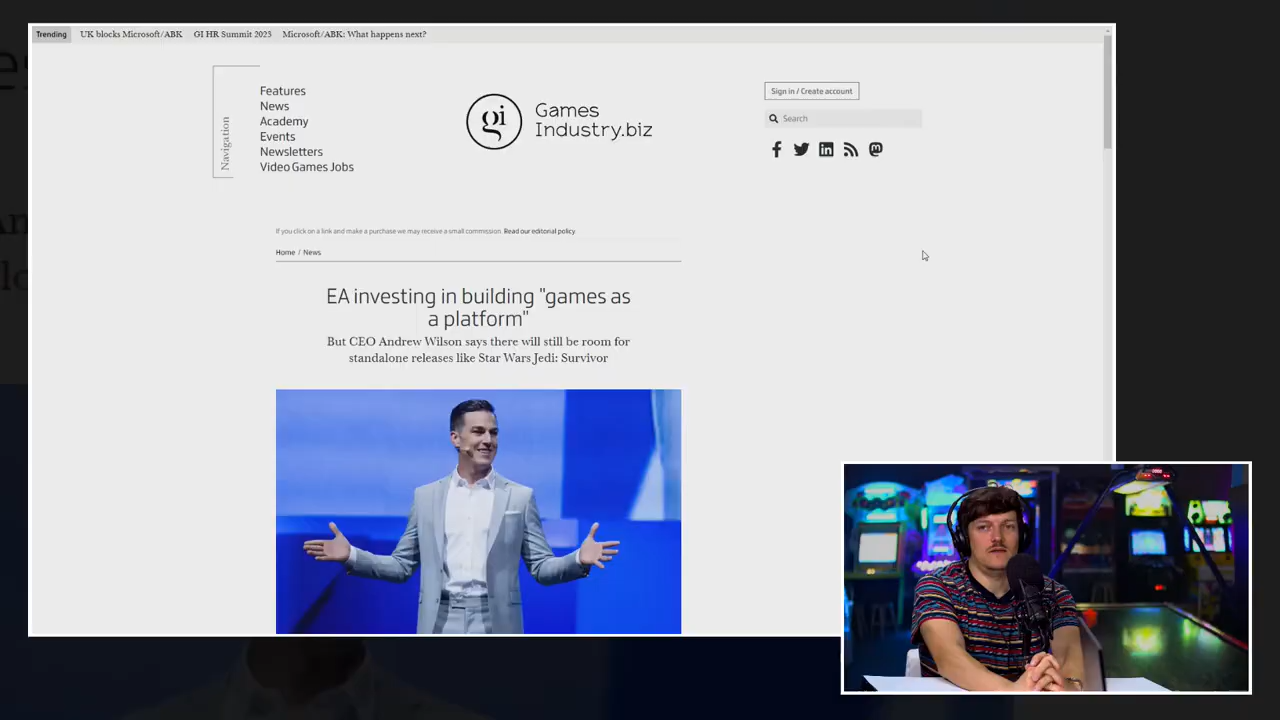 Trending
UK blocks Microsoft/ABK
GI HR Summit 2023
Microsoft/ABK: What happens next?
Navigation
Features
News
Academy
Events
Newsletters
Video Games Jobs
gi
Games
Industry.biz
Sign in / Create account
Search
If you click on a link and make a purchase we may receive a small commission. Read our editorial policy.
Home / News
EA investing in building "games as
a platform"
But CEO Andrew Wilson says there will still be room for
standalone releases like Star Wars Jedi: Survivor